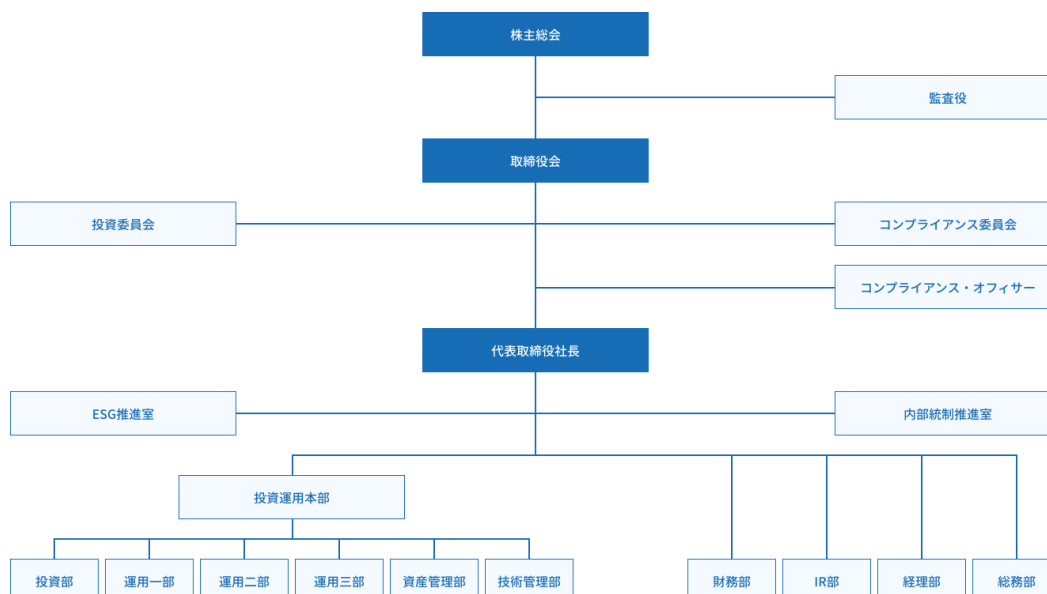 株主総会
監査役
取締役会
投資委員会
コンプライアンス委員会
コンプライアンス・オフィサー
代表取締役社長
ESG推進室
内部統制推進室
投資運用本部
投資部
運用一部
運用二部
運用三部
資産管理部
技術管理部
財務部
IR部
経理部
総務部